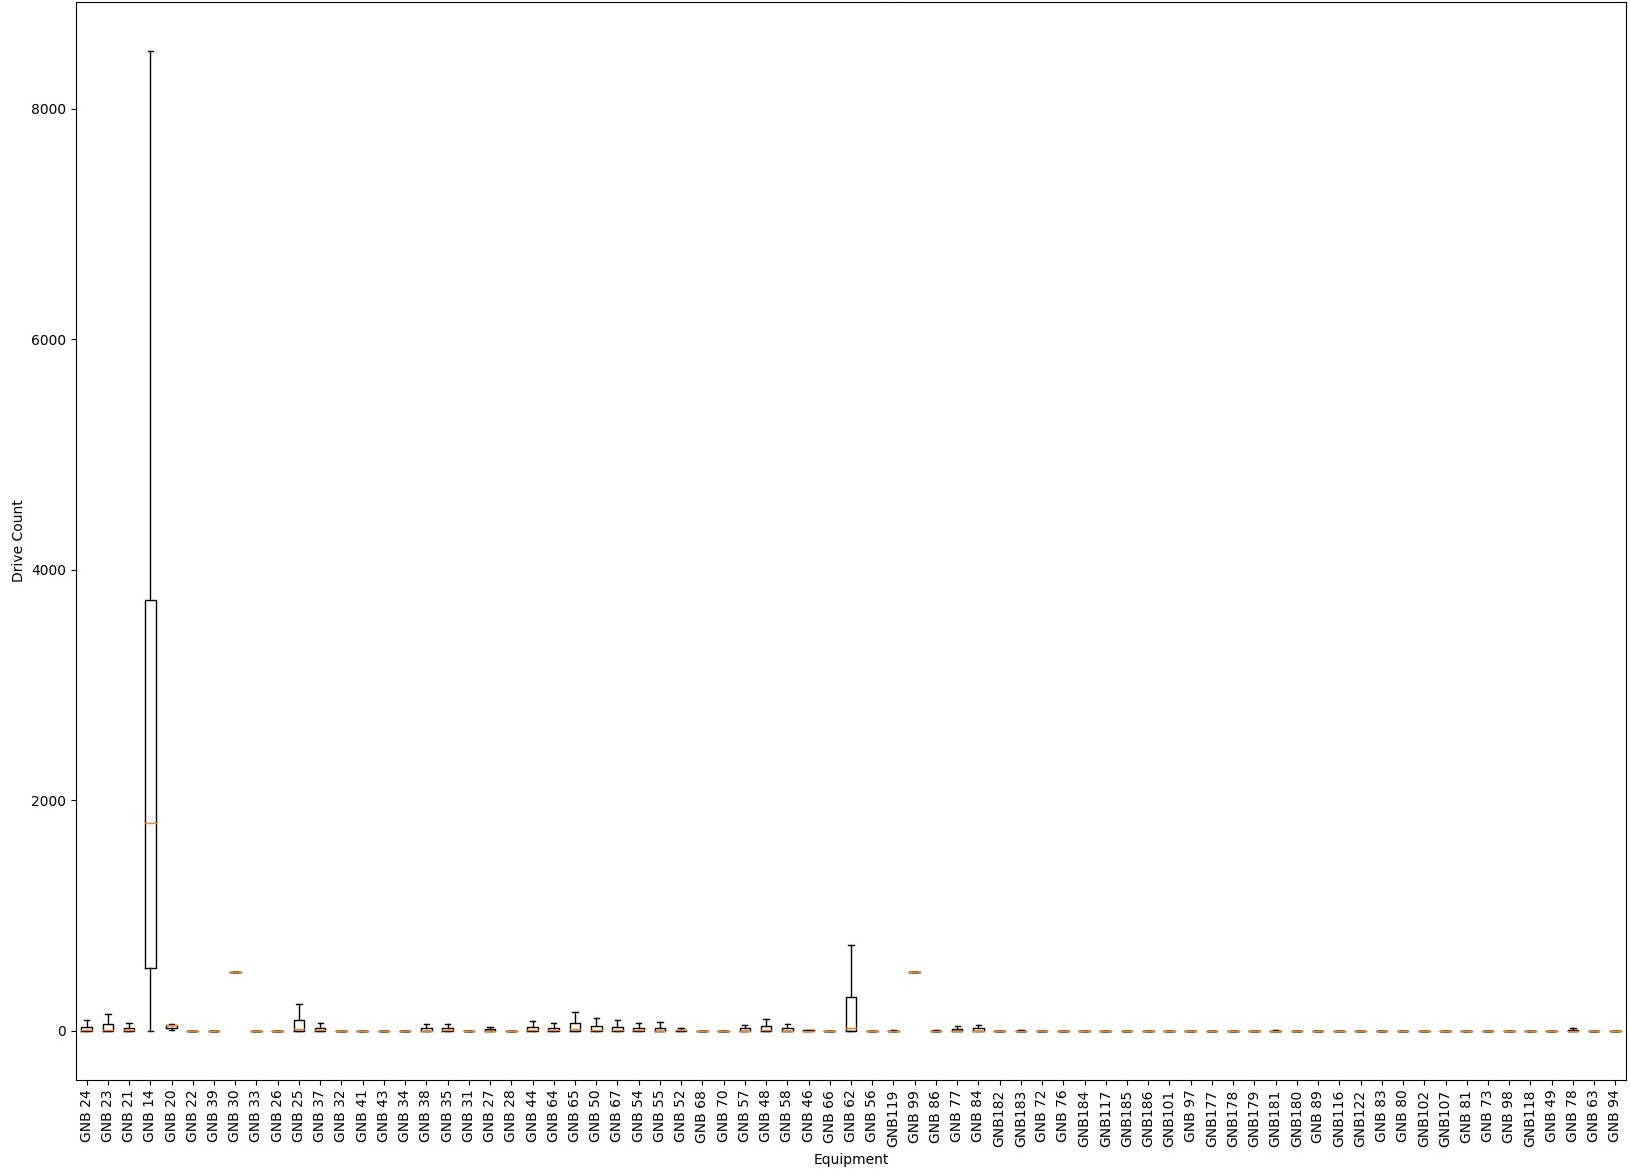 8000
6000
4000
2000
0
Drive Count
GNB 24
GNB 23
GNB 21
GNB 14
GNB 20
GNB 22
GNB 39
GNB 30
GNB 33
GNB 26
GNB 25
GNB 37
GNB 32
GNB 41
GNB 43
GNB 34
GNB 38
GNB 35
GNB 31
GNB 27
GNB 28
GNB 44
GNB 64
GNB 65
GNB 50
GNB 67
GNB 54
GNB 55
GNB 52
GNB 68
GNB 70
GNB 57
GNB 48
GNB 58
GNB 46
GNB 66
GNB 62
GNB 56
GNB119
GNB 99
GNB 86
GNB 77
GNB 84
GNB182
GNB183
GNB 72
GNB 76
GNB184
GNB117
GNB185
GNB186
GNB101
GNB 97
GNB177
GNB178
GNB179
GNB181
GNB180
GNB 89
GNB116
GNB122
GNB 83
GNB 80
GNB102
GNB107
GNB 81
GNB 73
GNB 98
GNB118
GNB 49
GNB 78
GNB 63
GNB 94
Equipment